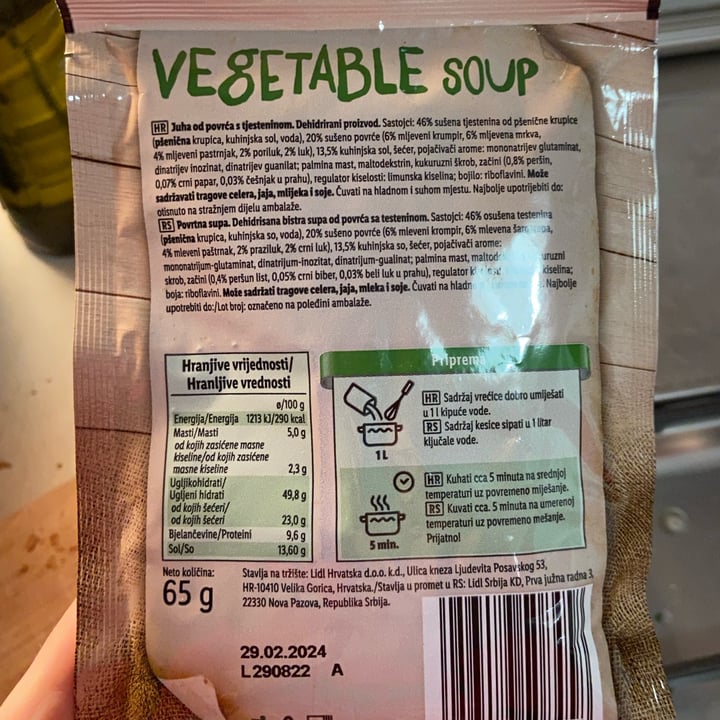 VEGETABLE SOUP
HR Juha od povrća s tjesteninom. Dehidrirani proizvod. Sastojci: 46% sušena tjestenina od pšenične krupice
(pšenična krupica, kuhinjska sol, voda), 20% sušeno povrće (6% mljeveni krumpir, 6% mljevena mrkva,
4% mljeveni pastrnjak, 2% poriluk, 2% luk), 13,5% kuhinjska sol, šećer, pojačivači arome: mononatrijev glutaminat,
dinatrijev inozinat, dinatrijev guanilat; palmina mast, maltodekstrin, kukuruzni škrob, začini (0,8% peršin,
0,07% crni papar, 0,03% češnjak u prahu), regulator kiselosti: limunska kiselina; bojilo: riboflavini. Može
sadržavati tragove celera, jaja, mlijeka i soje. Čuvati na hladnom i suhom mjestu. Najbolje upotrijebiti do:
otisnuto na stražnjem dijelu ambalaže.
RS Povrtna supa. Dehidrisana bistra supa od povrća sa testeninom. Sastojci: 46% osušena testenina
(pšenična krupica, kuhinjska so, voda), 20% sušeno povrće (6% mleveni krompir, 6% mlevena
4% mleveni paštrnak, 2% praziluk, 2% crni luk), 13,5% kuhinjska so, šećer, pojačivači arome:
mononatrijum-glutaminat, dinatrijum-inozitat, dinatrijum-gualinat; palmina mast,
skrob, začini (0,4% peršun list, 0,05% crni biber, 0,03% beli luk u prahu), regulator kiselina;
boja: riboflavini. Može sadržati tragove celera, jaja, mleka i soje. Čuvati na Najbolje
upotrebiti do:/Lot broj: označeno na poleđini ambalaže.
Hranjive vrijednosti/
Hranljive vrednosti
ø/100 g
Energija/Energija 1213 kJ/290 kcal
Masti/Masti 5,0 g
od kojih zasićene masne
kiseline/od kojih zasićene
masne kiseline 2,3 g
Ugljikohidrati/
Ugljeni hidrati 49,8 g
od kojih šećeri/
od kojih šećeri 23,0 g
Bjelančevine/Proteini 9,6 g
Sol/So 13,60 g
Priprema
HR Sadržaj vrećice dobro umiješati
u 1 l kipuće vode.
RS Sadržaj kesice sipati u 1 litar
ključale vode.
1L
HR Kuhati cca 5 minuta na srednjoj
temperaturi uz povremeno miješanje.
RS Kuvati cca. 5 minuta na umerenoj
temperaturi uz povremeno mešanje.
Prijatno!
5 min.
Neto količina:
65 g
Stavlja na tržište: Lidl Hrvatska d.o.o. k.d., Ulica kneza Ljudevita Posavskog 53,
HR-10410 Velika Gorica, Hrvatska./Stavlja u promet u RS: Lidl Srbija KD, Prva južna radna 3,
22330 Nova Pazova, Republika Srbija.
29.02.2024
L290822 A